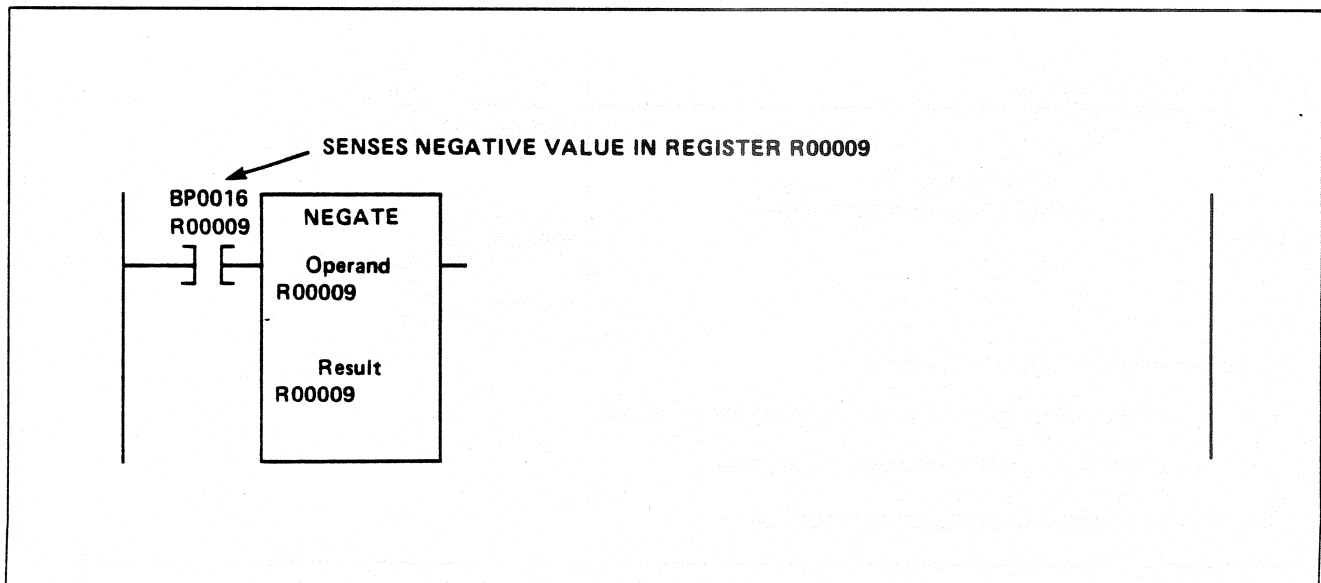 SENSES NEGATIVE VALUE IN REGISTER R00009
BP0016
R00009
NEGATE
Operand
R00009
Result
R00009